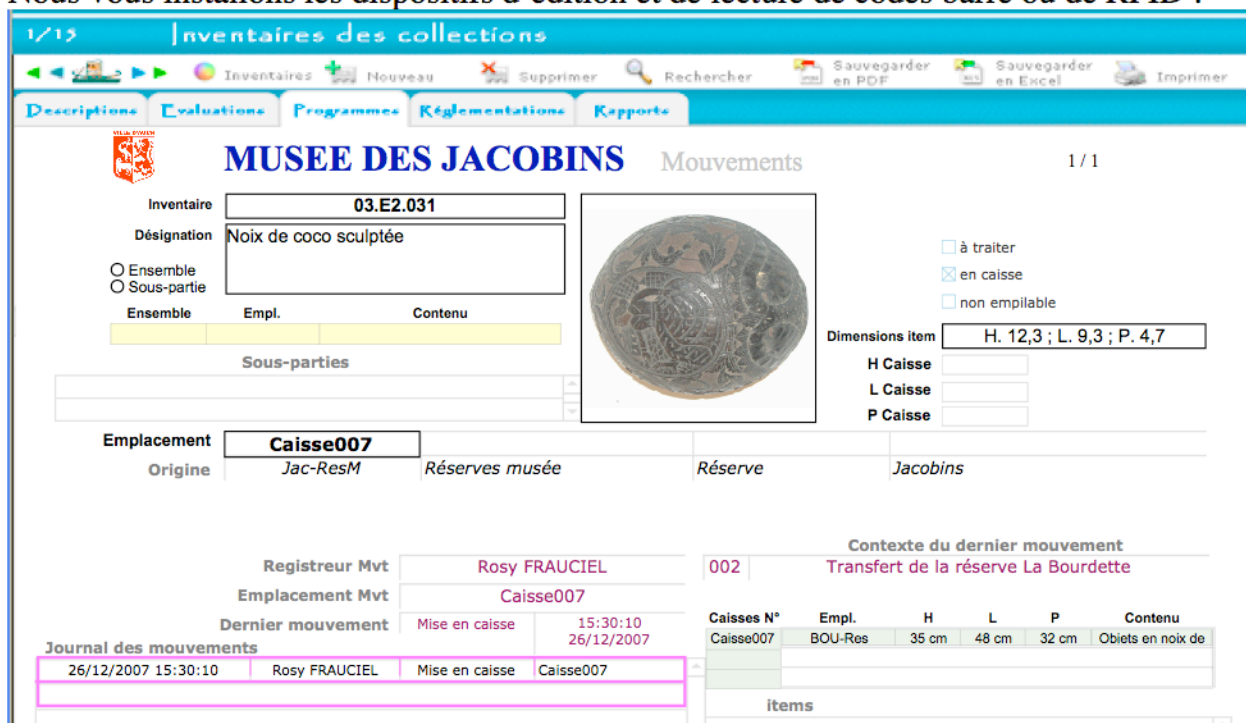 Nous vous installons les dispositifs d'édition et de lecture de codes barre ou de RFID :
1/15 Inventaires des collections
Inventaires Nouveau Supprimer Rechercher Sauvegarder en PDF Sauvegarder en Excel Imprimer
Descriptions Evaluations Programmes Réglementations Rapports
VILLE D'AUCH
MUSEE DES JACOBINS Mouvements 1 / 1
Inventaire 03.E2.031
Désignation Noix de coco sculptée
à traiter
Ensemble en caisse
Sous-partie
non empilable
Ensemble Empl. Contenu
Dimensions item H. 12,3 ; L. 9,3 ; P. 4,7
Sous-parties
H Caisse
L Caisse
P Caisse
Emplacement Caisse007
Origine Jac-ResM Réserves musée Réserve Jacobins
Contexte du dernier mouvement
Registreur Mvt Rosy FRAUCIEL 002 Transfert de la réserve La Bourdette
Emplacement Mvt Caisse007
Dernier mouvement Mise en caisse 15:30:10
26/12/2007
Caisses N° Empl. H L P Contenu
Caisse007 BOU-Res 35 cm 48 cm 32 cm Objets en noix de
Journal des mouvements
26/12/2007 15:30:10 Rosy FRAUCIEL Mise en caisse Caisse007
items